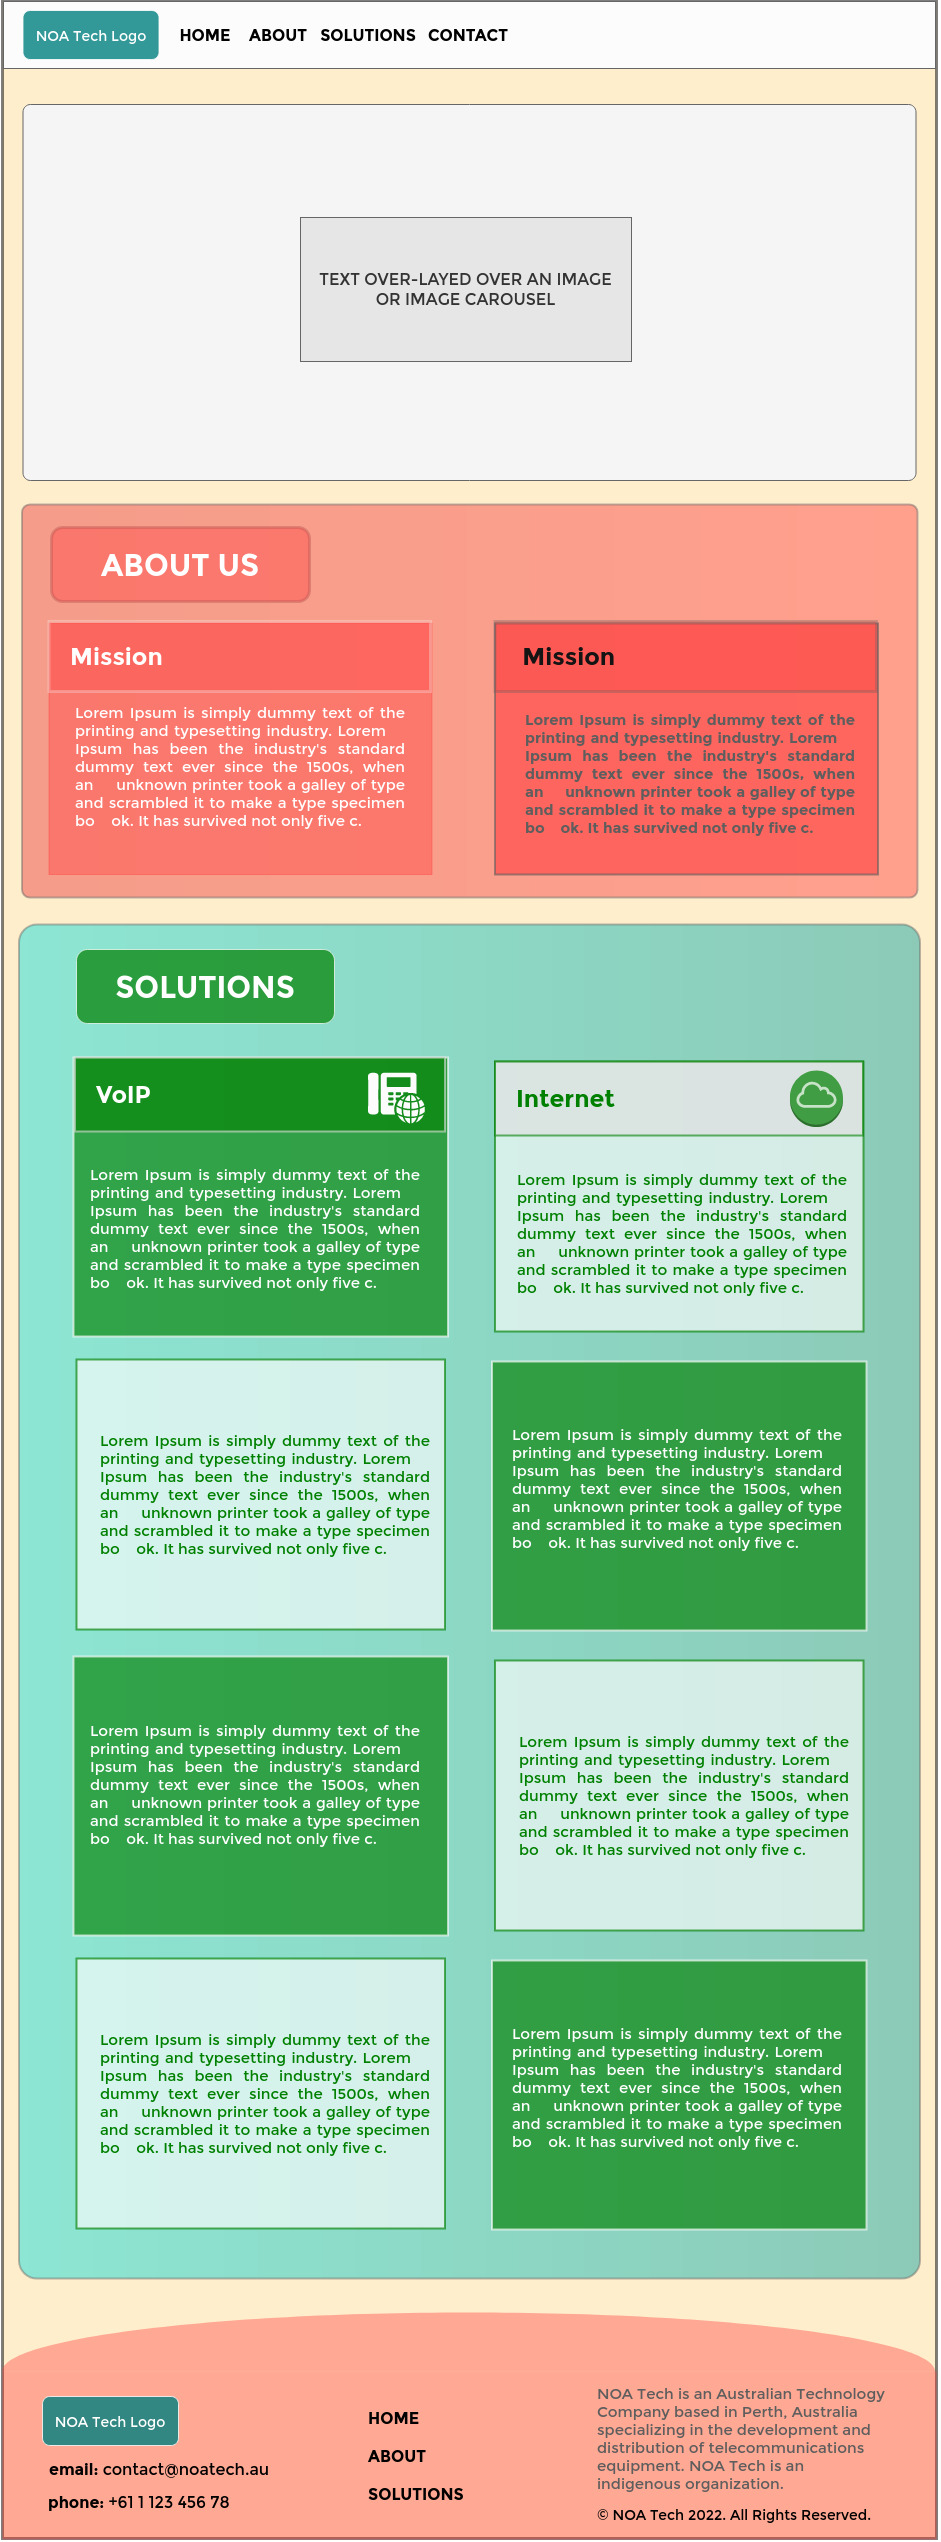 NOA Tech Logo
HOME ABOUT SOLUTIONS CONTACT
TEXT OVER-LAYED OVER AN IMAGE
OR IMAGE CAROUSEL
ABOUT US
Mission
Lorem Ipsum is simply dummy text of the
printing and typesetting industry. Lorem
Ipsum has been the industry's standard
dummy text ever since the 1500s, when
an unknown printer took a galley of type
and scrambled it to make a type specimen
bo ok. It has survived not only five c.
Mission
Lorem Ipsum is simply dummy text of the
printing and typesetting industry. Lorem
Ipsum has been the industry's standard
dummy text ever since the 1500s, when
an unknown printer took a galley of type
and scrambled it to make a type specimen
bo ok. It has survived not only five c.
SOLUTIONS
VoIP
Lorem Ipsum is simply dummy text of the
printing and typesetting industry. Lorem
Ipsum has been the industry's standard
dummy text ever since the 1500s, when
an unknown printer took a galley of type
and scrambled it to make a type specimen
bo ok. It has survived not only five c.
Internet
Lorem Ipsum is simply dummy text of the
printing and typesetting industry. Lorem
Ipsum has been the industry's standard
dummy text ever since the 1500s, when
an unknown printer took a galley of type
and scrambled it to make a type specimen
bo ok. It has survived not only five c.
Lorem Ipsum is simply dummy text of the
printing and typesetting industry. Lorem
Ipsum has been the industry's standard
dummy text ever since the 1500s, when
an unknown printer took a galley of type
and scrambled it to make a type specimen
bo ok. It has survived not only five c.
Lorem Ipsum is simply dummy text of the
printing and typesetting industry. Lorem
Ipsum has been the industry's standard
dummy text ever since the 1500s, when
an unknown printer took a galley of type
and scrambled it to make a type specimen
bo ok. It has survived not only five c.
Lorem Ipsum is simply dummy text of the
printing and typesetting industry. Lorem
Ipsum has been the industry's standard
dummy text ever since the 1500s, when
an unknown printer took a galley of type
and scrambled it to make a type specimen
bo ok. It has survived not only five c.
Lorem Ipsum is simply dummy text of the
printing and typesetting industry. Lorem
Ipsum has been the industry's standard
dummy text ever since the 1500s, when
an unknown printer took a galley of type
and scrambled it to make a type specimen
bo ok. It has survived not only five c.
Lorem Ipsum is simply dummy text of the
printing and typesetting industry. Lorem
Ipsum has been the industry's standard
dummy text ever since the 1500s, when
an unknown printer took a galley of type
and scrambled it to make a type specimen
bo ok. It has survived not only five c.
Lorem Ipsum is simply dummy text of the
printing and typesetting industry. Lorem
Ipsum has been the industry's standard
dummy text ever since the 1500s, when
an unknown printer took a galley of type
and scrambled it to make a type specimen
bo ok. It has survived not only five c.
NOA Tech Logo
email: contact@noatech.au
phone: +61 1 123 456 78
HOME
ABOUT
SOLUTIONS
NOA Tech is an Australian Technology
Company based in Perth, Australia
specializing in the development and
distribution of telecommunications
equipment. NOA Tech is an
indigenous organization.
© NOA Tech 2022. All Rights Reserved.